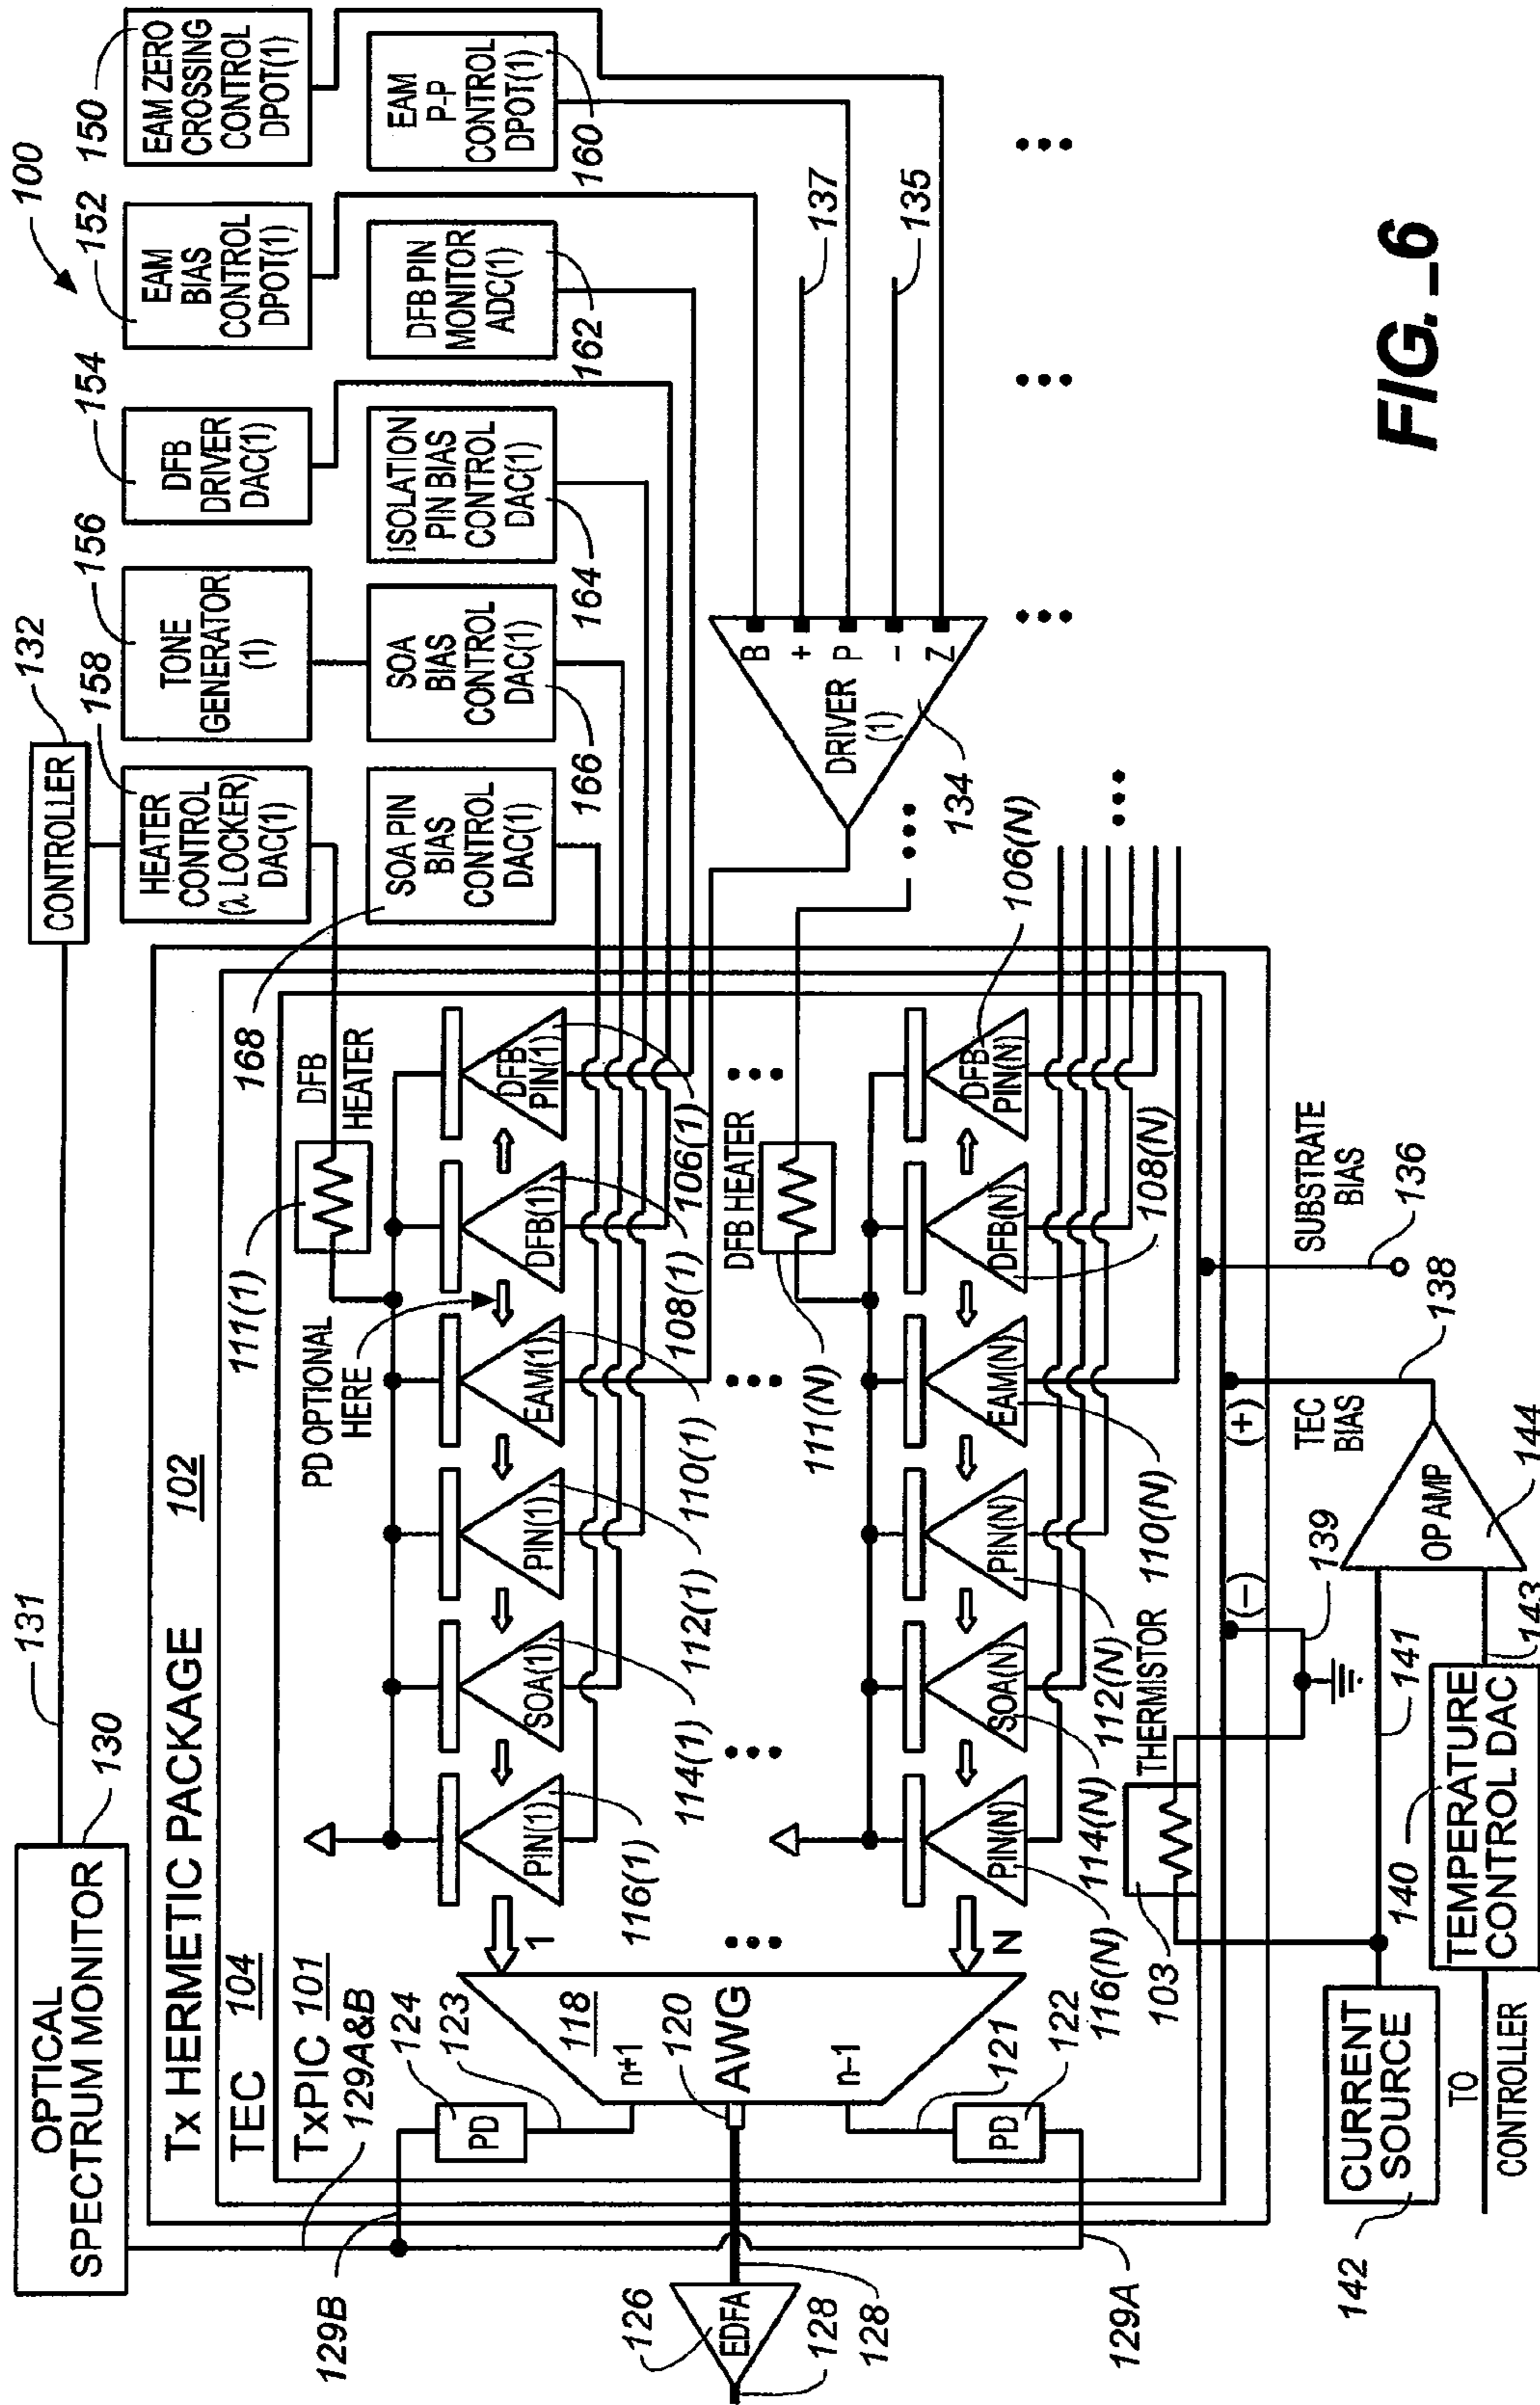 OPTICAL
SPECTRUM MONITOR
130
131
CONTROLLER
132
100
Tx HERMETIC PACKAGE 102
TEC 104
TxPIC 101
129A&B
129B
HEATER
CONTROL
(λ LOCKER)
DAC(1)
158
TONE
GENERATOR
(1)
156
DFB
DRIVER
DAC(1)
154
EAM
BIAS
CONTROL
DPOT(1)
152
EAM ZERO
CROSSING
CONTROL
DPOT(1)
150
168
SOA PIN
BIAS
CONTROL
DAC(1)
SOA
BIAS
CONTROL
DAC(1)
166
ISOLATION
PIN BIAS
CONTROL
DAC(1)
164
DFB PIN
MONITOR
ADC(1)
162
EAM
P-P
CONTROL
DPOT(1)
160
111(1)
DFB
HEATER
PD OPTIONAL
HERE
PIN(1)
SOA(1)
PIN(1)
EAM(1)
DFB(1)
DFB
PIN(1)
116(1)
114(1)
112(1)
110(1)
108(1)
106(1)
1
124
PD
123
118
n+1
120
AWG
n–1
121
PD
122
126
EDFA
128
128
129A
N
DRIVER
(1)
B
+
P
–
Z
134
137
135
DFB HEATER
111(N)
PIN(N)
SOA(N)
PIN(N)
EAM(N)
DFB(N)
DFB
PIN(N)
116(N)
114(N)
112(N)
110(N)
108(N)
106(N)
THERMISTOR
103
(–)
(+)
139
TEC
BIAS
138
SUBSTRATE
BIAS
136
OP AMP
144
141
143
140
TEMPERATURE
CONTROL DAC
CURRENT
SOURCE
142
TO
CONTROLLER
FIG._6